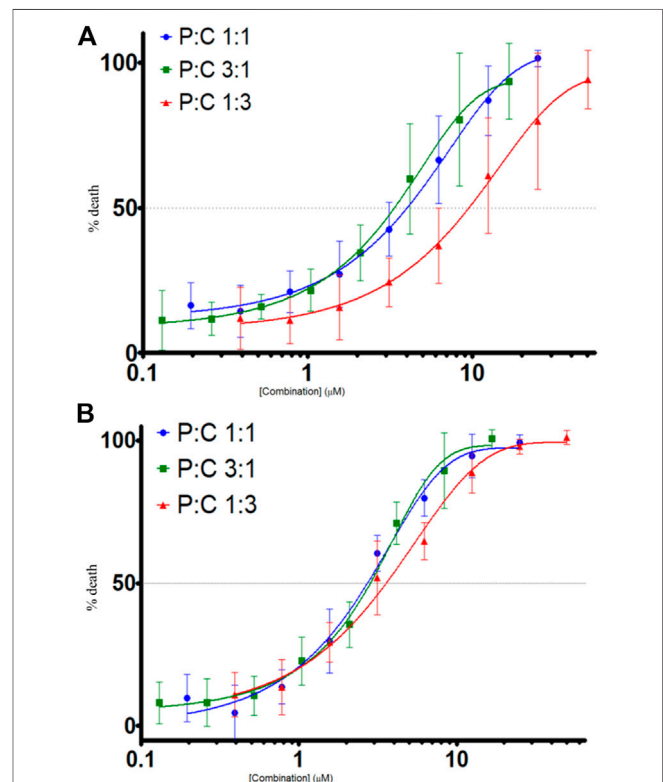 A
P:C 1:1
P:C 3:1
P:C 1:3
100
50
0
% death
0.1 1 10
[Combination] (µM)
B
P:C 1:1
P:C 3:1
P:C 1:3
100
50
0
% death
0.1 1 10
[Combination] (µM)